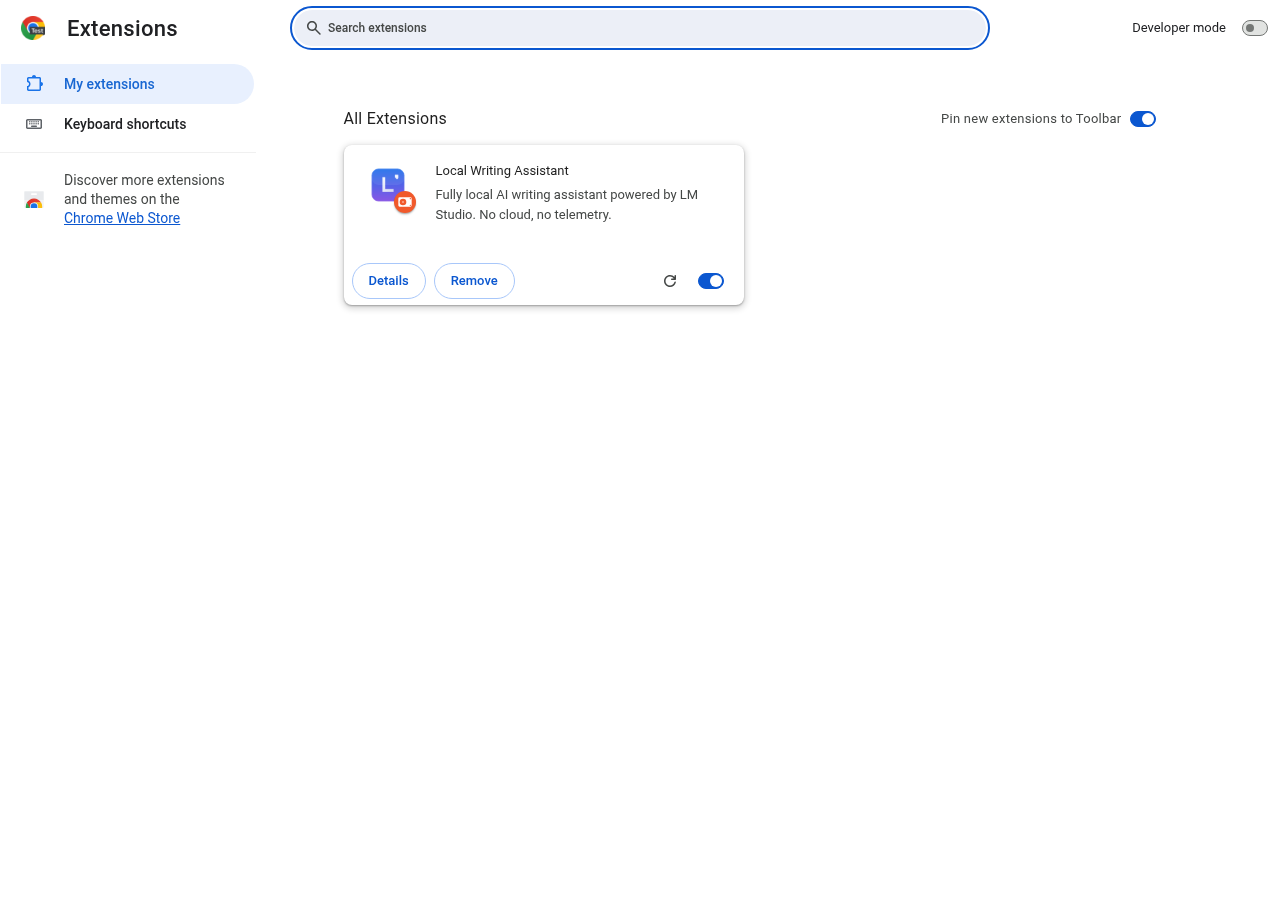 Test
Extensions
Search extensions
Developer mode
My extensions
Keyboard shortcuts
Discover more extensions
and themes on the
Chrome Web Store
All Extensions
Pin new extensions to Toolbar
L
Local Writing Assistant
Fully local AI writing assistant powered by LM
Studio. No cloud, no telemetry.
Details
Remove